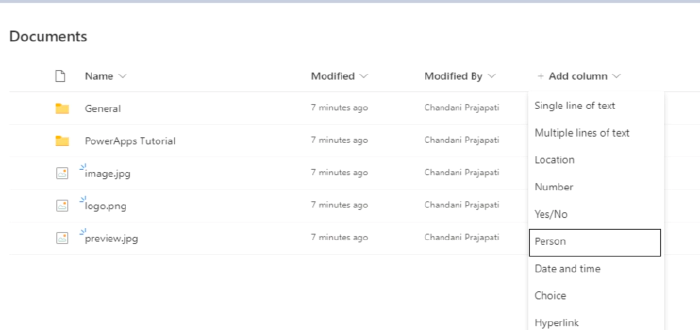 Documents
Name Modified Modified By + Add column
General 7 minutes ago Chandani Prajapati
PowerApps Tutorial 7 minutes ago Chandani Prajapati
image.jpg 7 minutes ago Chandani Prajapati
logo.png 7 minutes ago Chandani Prajapati
preview.jpg 7 minutes ago Chandani Prajapati
Single line of text
Multiple lines of text
Location
Number
Yes/No
Person
Date and time
Choice
Hyperlink